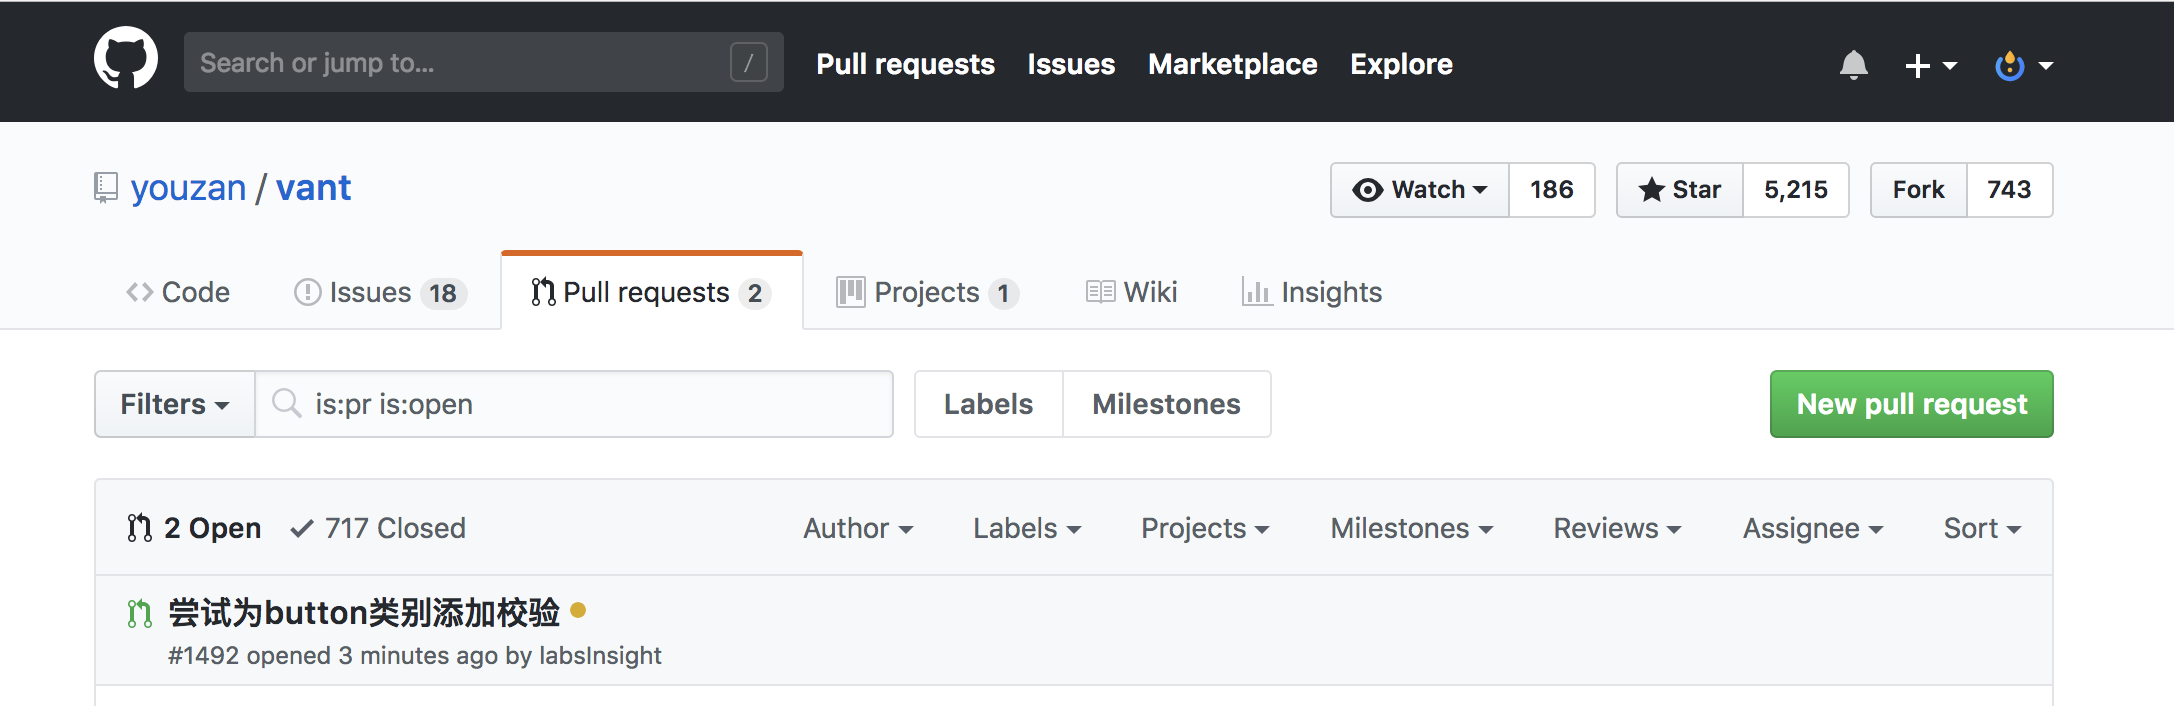 Search or jump to... / Pull requests Issues Marketplace Explore
youzan / vant Watch 186 Star 5,215 Fork 743
Code Issues 18 Pull requests 2 Projects 1 Wiki Insights
Filters is:pr is:open Labels Milestones New pull request
2 Open 717 Closed Author Labels Projects Milestones Reviews Assignee Sort
尝试为button类别添加校验
#1492 opened 3 minutes ago by labsInsight